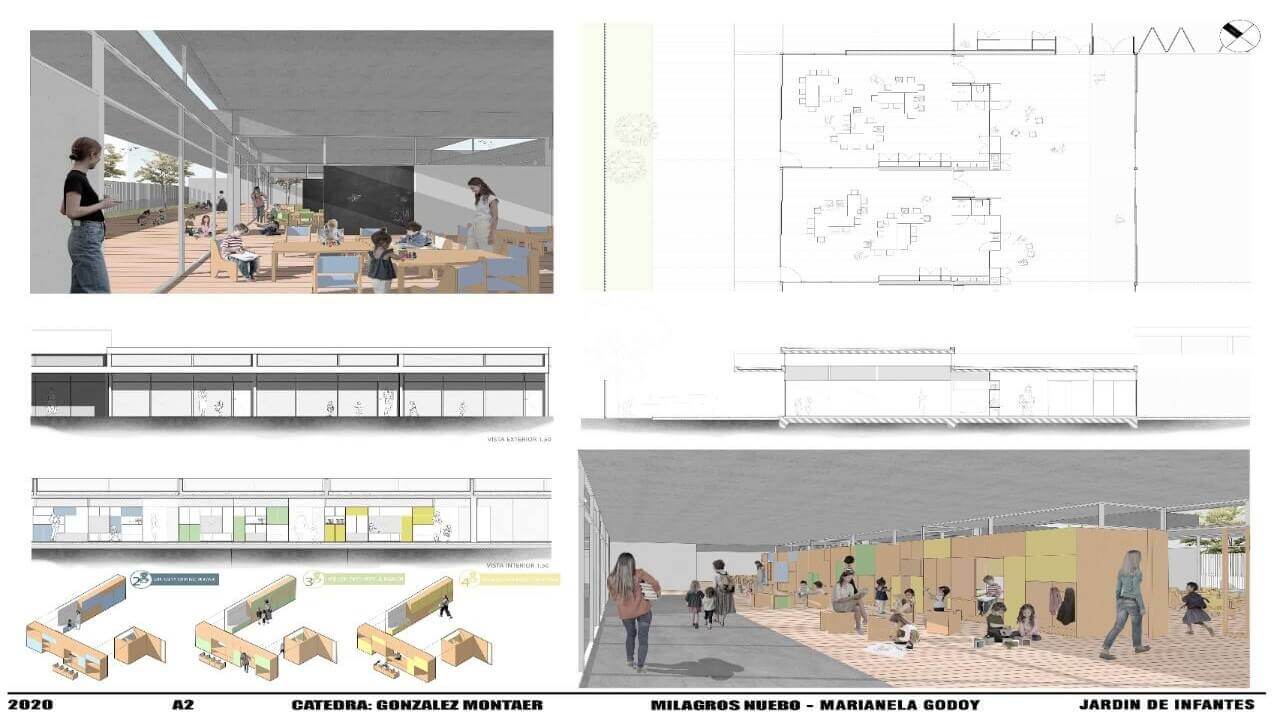 VISTA EXTERIOR 1.50
VISTA INTERIOR 1.50
2020
A2
CATEDRA: GONZALEZ MONTAER
MILAGROS NUEBO - MARIANELA GODOY
JARDIN DE INFANTES